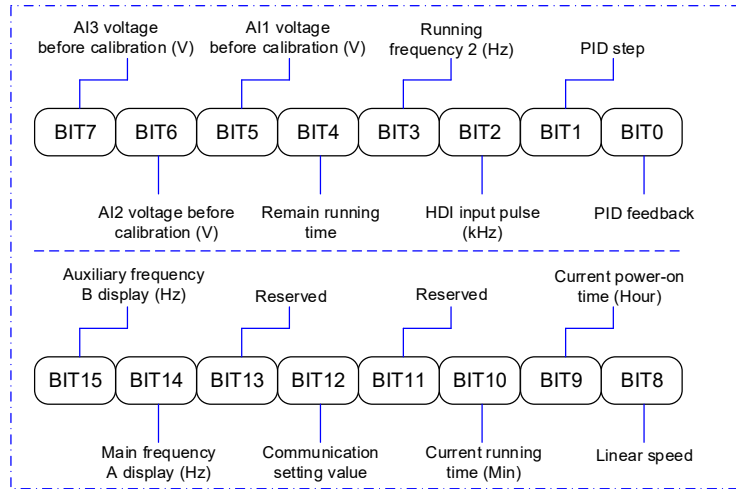 AI3 voltage
before calibration (V)
AI1 voltage
before calibration (V)
Running
frequency 2 (Hz)
PID step
BIT7 BIT6 BIT5 BIT4 BIT3 BIT2 BIT1 BIT0
AI2 voltage before
calibration (V)
Remain running
time
HDI input pulse
(kHz)
PID feedback
Auxiliary frequency
B display (Hz)
Reserved
Reserved
Current power-on
time (Hour)
BIT15 BIT14 BIT13 BIT12 BIT11 BIT10 BIT9 BIT8
Main frequency
A display (Hz)
Communication
setting value
Current running
time (Min)
Linear speed